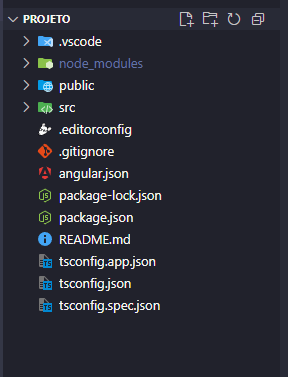 PROJETO
.vscode
node_modules
public
src
.editorconfig
.gitignore
angular.json
package-lock.json
package.json
README.md
tsconfig.app.json
tsconfig.json
tsconfig.spec.json